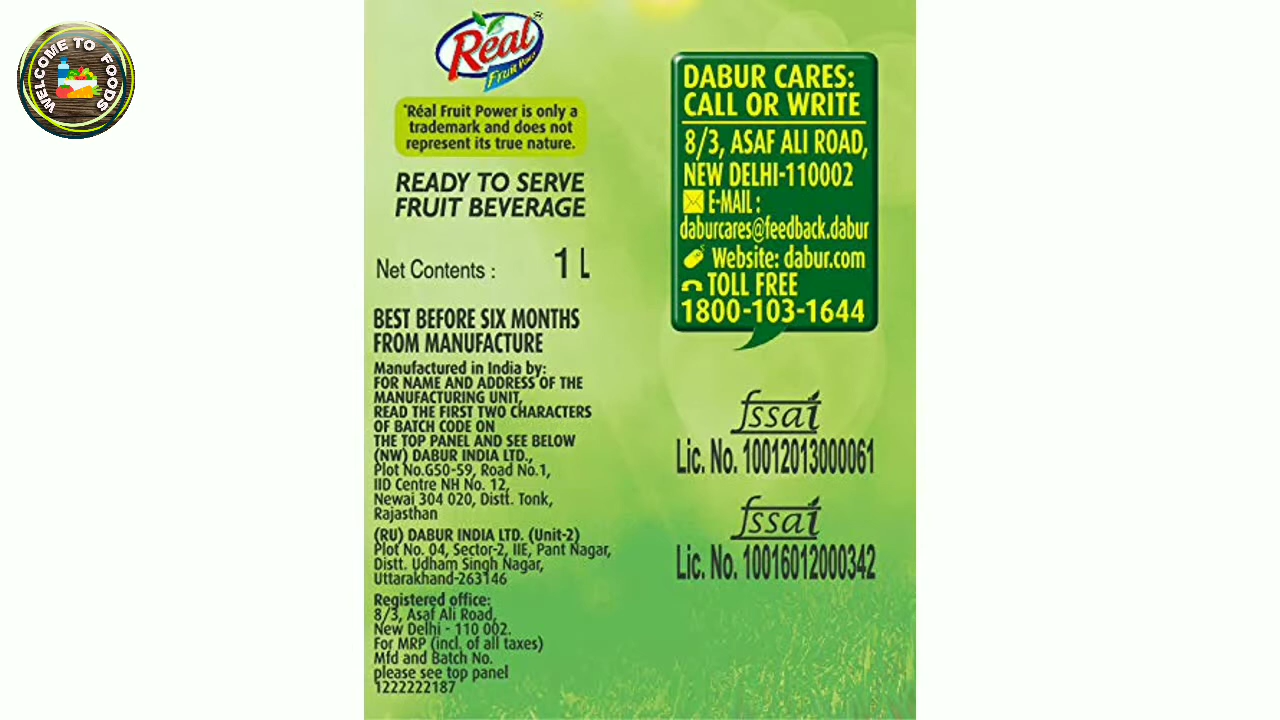 WELCOME TO FOODS
Réal
Fruit Power
*Réal Fruit Power is only a
trademark and does not
represent its true nature.
READY TO SERVE
FRUIT BEVERAGE
Net Contents : 1 L
BEST BEFORE SIX MONTHS
FROM MANUFACTURE
Manufactured in India by:
FOR NAME AND ADDRESS OF THE
MANUFACTURING UNIT,
READ THE FIRST TWO CHARACTERS
OF BATCH CODE ON
THE TOP PANEL AND SEE BELOW
(NW) DABUR INDIA LTD.,
Plot No.G50-59, Road No.1,
IID Centre NH No. 12,
Newai 304 020, Distt. Tonk,
Rajasthan
(RU) DABUR INDIA LTD. (Unit-2)
Plot No. 04, Sector-2, IIE, Pant Nagar,
Distt. Udham Singh Nagar,
Uttarakhand-263146
Registered office:
8/3, Asaf Ali Road,
New Delhi - 110 002.
For MRP (incl. of all taxes)
Mfd and Batch No.
please see top panel
1222222187
DABUR CARES:
CALL OR WRITE
8/3, ASAF ALI ROAD,
NEW DELHI-110002
E-MAIL :
daburcares@feedback.dabur
Website: dabur.com
TOLL FREE
1800-103-1644
fssai
Lic. No. 10012013000061
fssai
Lic. No. 10016012000342